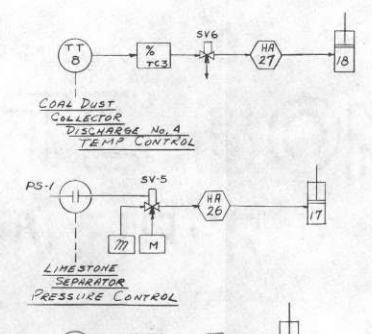 SV6
TT
8
%
TC3
HA
27
18
COAL DUST
COLLECTOR
DISCHARGE NO. 4
TEMP CONTROL
PS-1
SV-5
HA
26
17
M
M
LIMESTONE
SEPARATOR
PRESSURE CONTROL